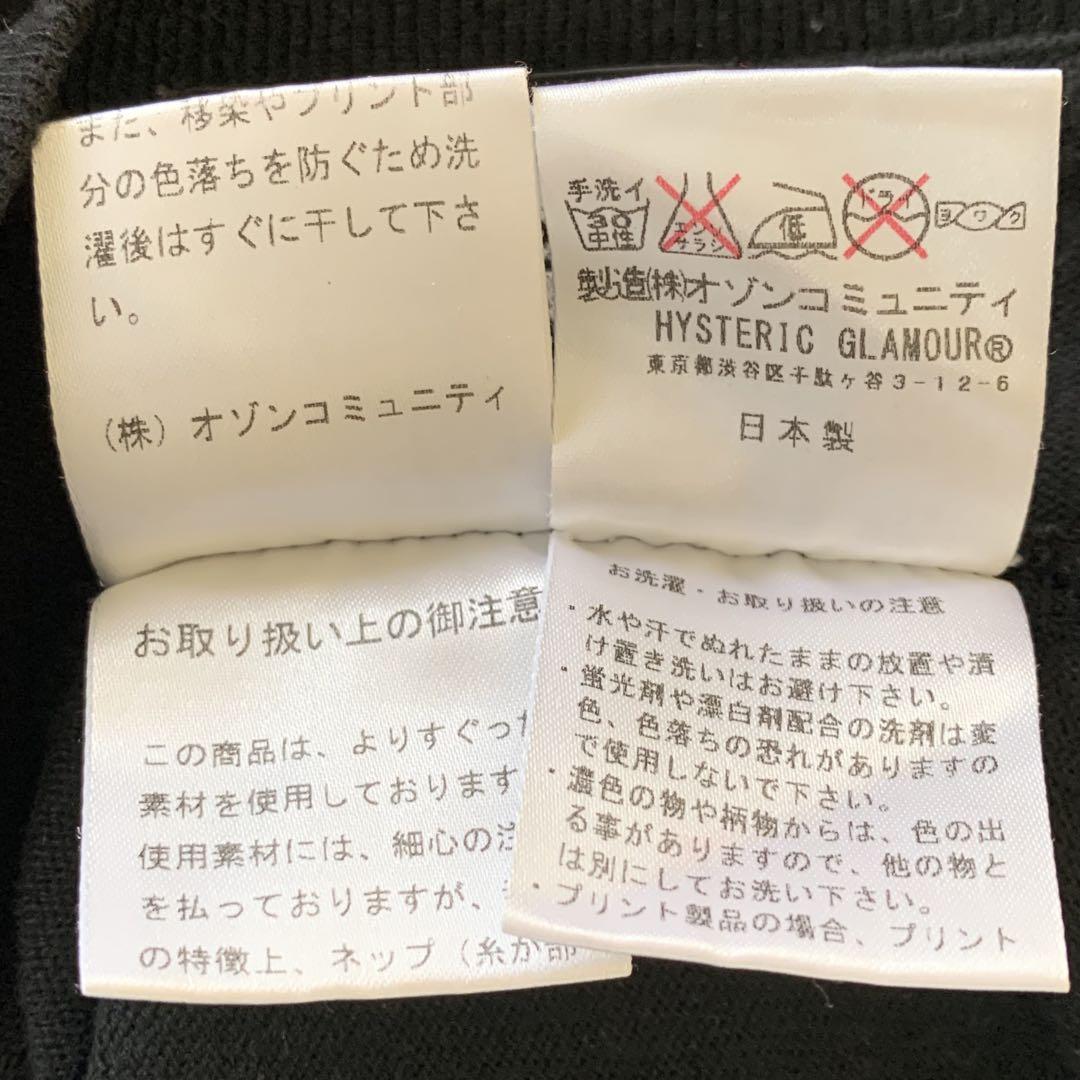 また、移染やプリント部
分の色落ちを防ぐため洗
濯後はすぐに干して下さ
い。
(株) オゾンコミュニティ
手洗イ
30
中性
エンソ
サラシ
低
ドライ
ヨワク
製造(株)オゾンコミュニティ
HYSTERIC GLAMOUR®
東京都渋谷区千駄ヶ谷3-12-6
日本製
お取り扱い上の御注意
この商品は、よりすぐった
素材を使用しております
使用素材には、細心の注
を払っておりますが、
の特徴上、ネップ(糸が部
お洗濯・お取り扱いの注意
・水や汗でぬれたままの放置や漬
け置き洗いはお避け下さい。
・蛍光剤や漂白剤配合の洗剤は変
色、色落ちの恐れがありますの
で使用しないで下さい。
・濃色の物や柄物からは、色の出
る事がありますので、他の物と
は別にしてお洗い下さい。
・プリント製品の場合、プリント